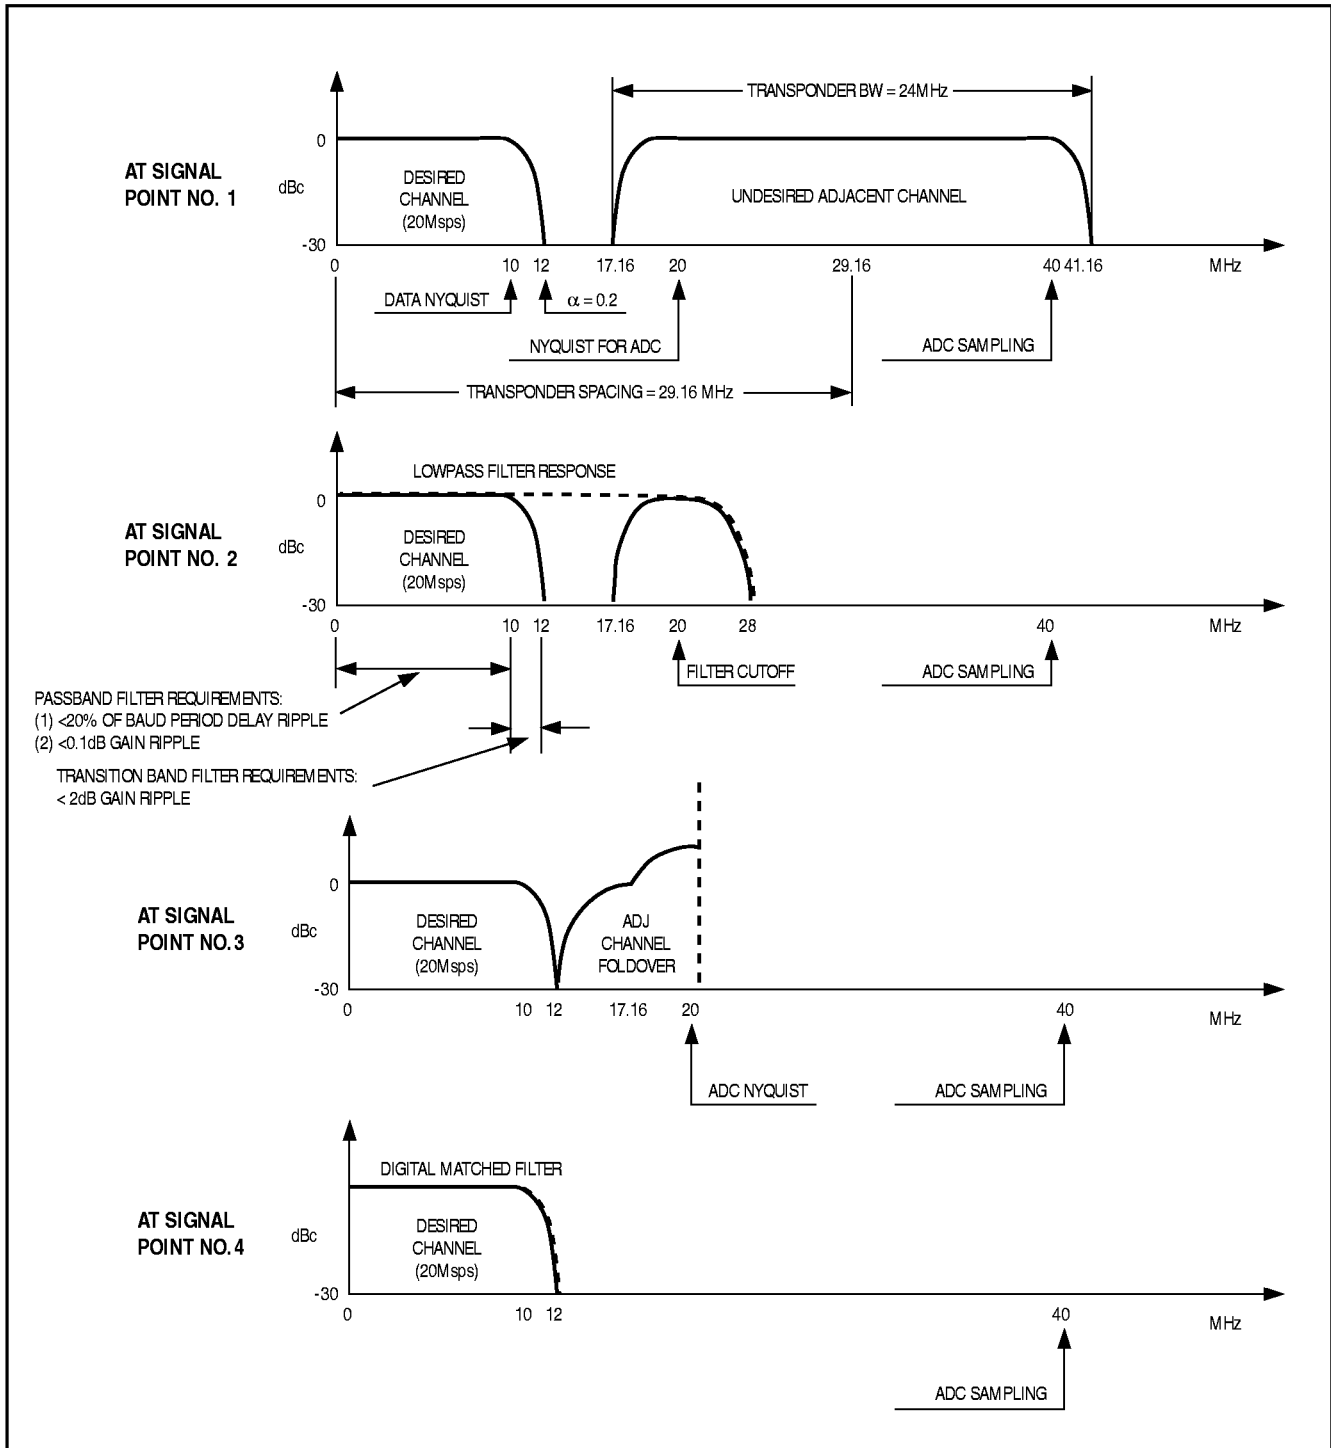 TRANSPONDER BW = 24MHz
0
AT SIGNAL
POINT NO. 1
dBc
DESIRED
CHANNEL
(20Msps)
UNDESIRED ADJACENT CHANNEL
-30
0 10 12 17.16 20 29.16 40 41.16 MHz
DATA NYQUIST
α = 0.2
NYQUIST FOR ADC
ADC SAMPLING
TRANSPONDER SPACING = 29.16 MHz
LOWPASS FILTER RESPONSE
0
AT SIGNAL
POINT NO. 2
dBc
DESIRED
CHANNEL
(20Msps)
-30
0 10 12 17.16 20 28 40 MHz
FILTER CUTOFF
ADC SAMPLING
PASSBAND FILTER REQUIREMENTS:
(1) <20% OF BAUD PERIOD DELAY RIPPLE
(2) <0.1dB GAIN RIPPLE
TRANSITION BAND FILTER REQUIREMENTS:
< 2dB GAIN RIPPLE
0
AT SIGNAL
POINT NO.3
dBc
DESIRED
CHANNEL
(20Msps)
ADJ
CHANNEL
FOLDOVER
-30
0 10 12 17.16 20 40 MHz
ADC NYQUIST
ADC SAMPLING
DIGITAL MATCHED FILTER
AT SIGNAL
POINT NO.4
dBc
DESIRED
CHANNEL
(20Msps)
-30
0 10 12 40 MHz
ADC SAMPLING